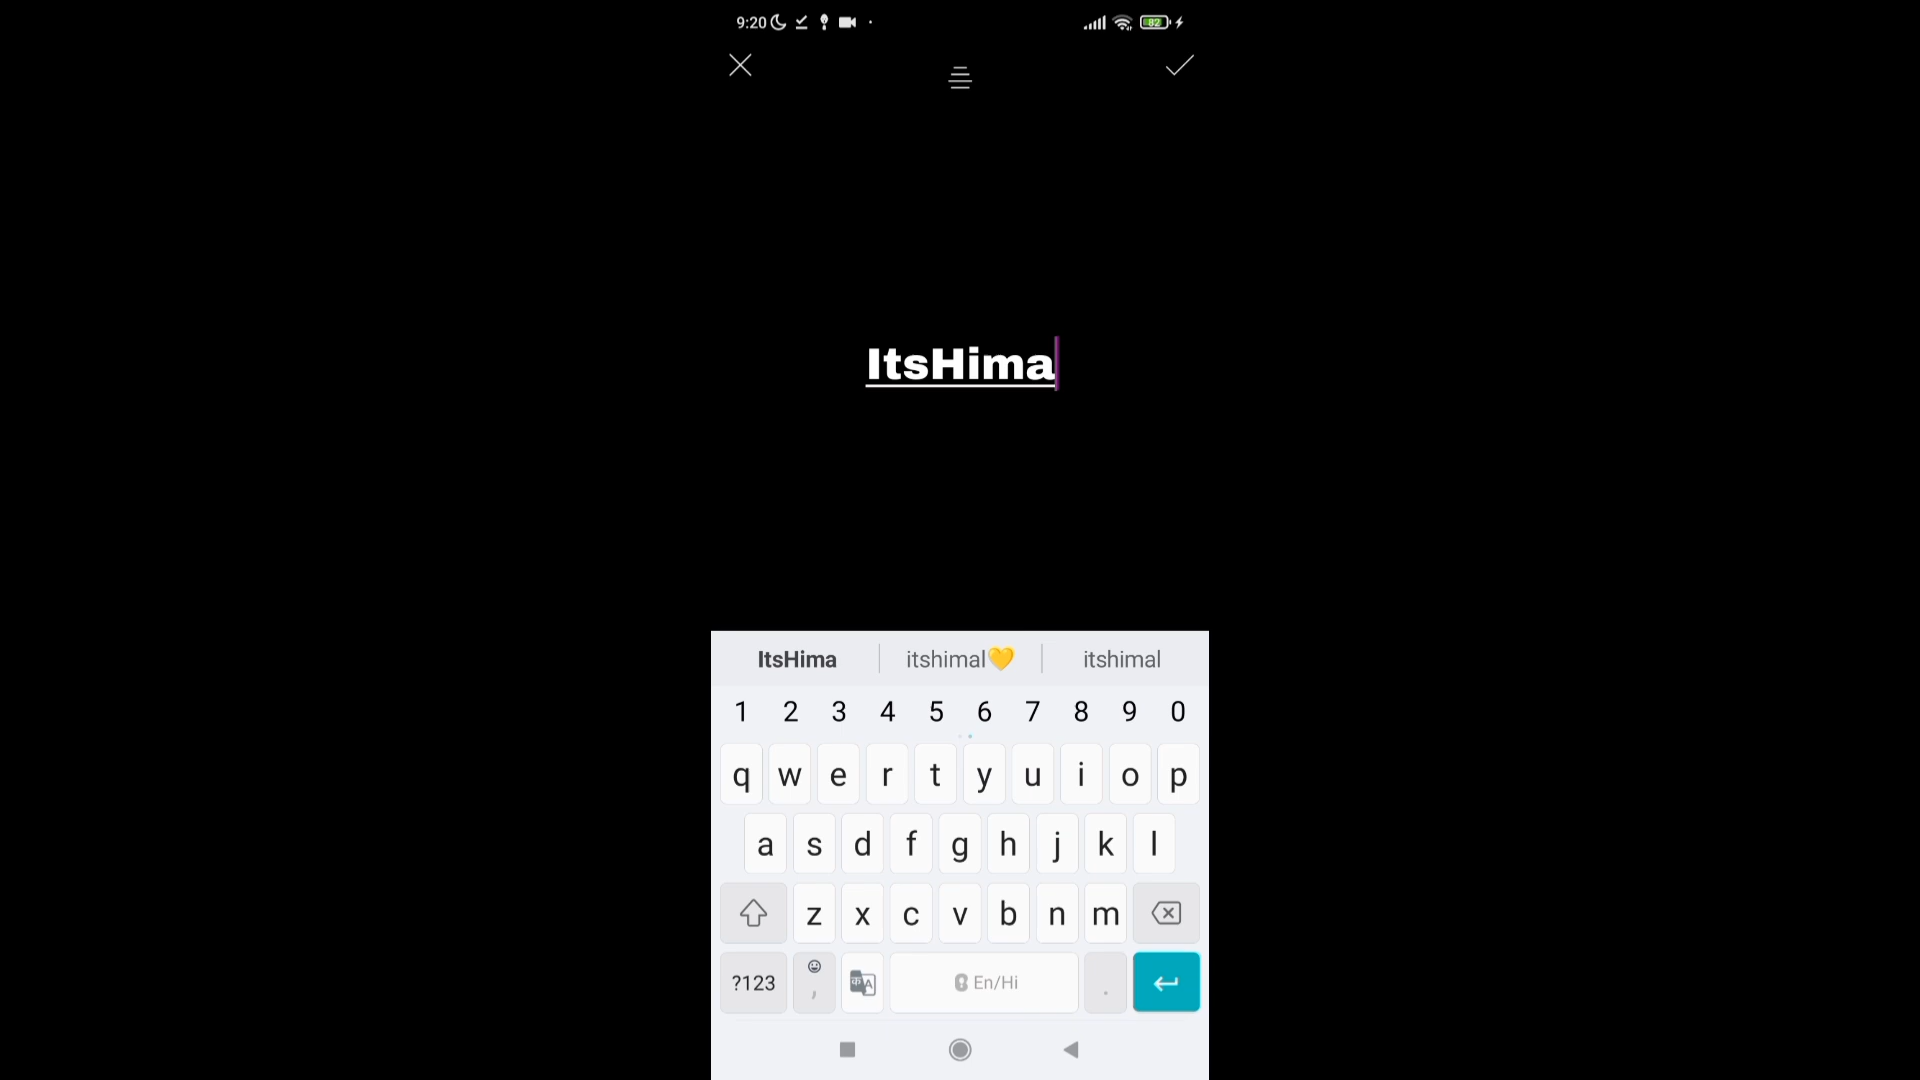 9:20
82
ItsHima
ItsHima itshimal💛 itshimal
1 2 3 4 5 6 7 8 9 0
q w e r t y u i o p
a s d f g h j k l
z x c v b n m
?123 , En/Hi .